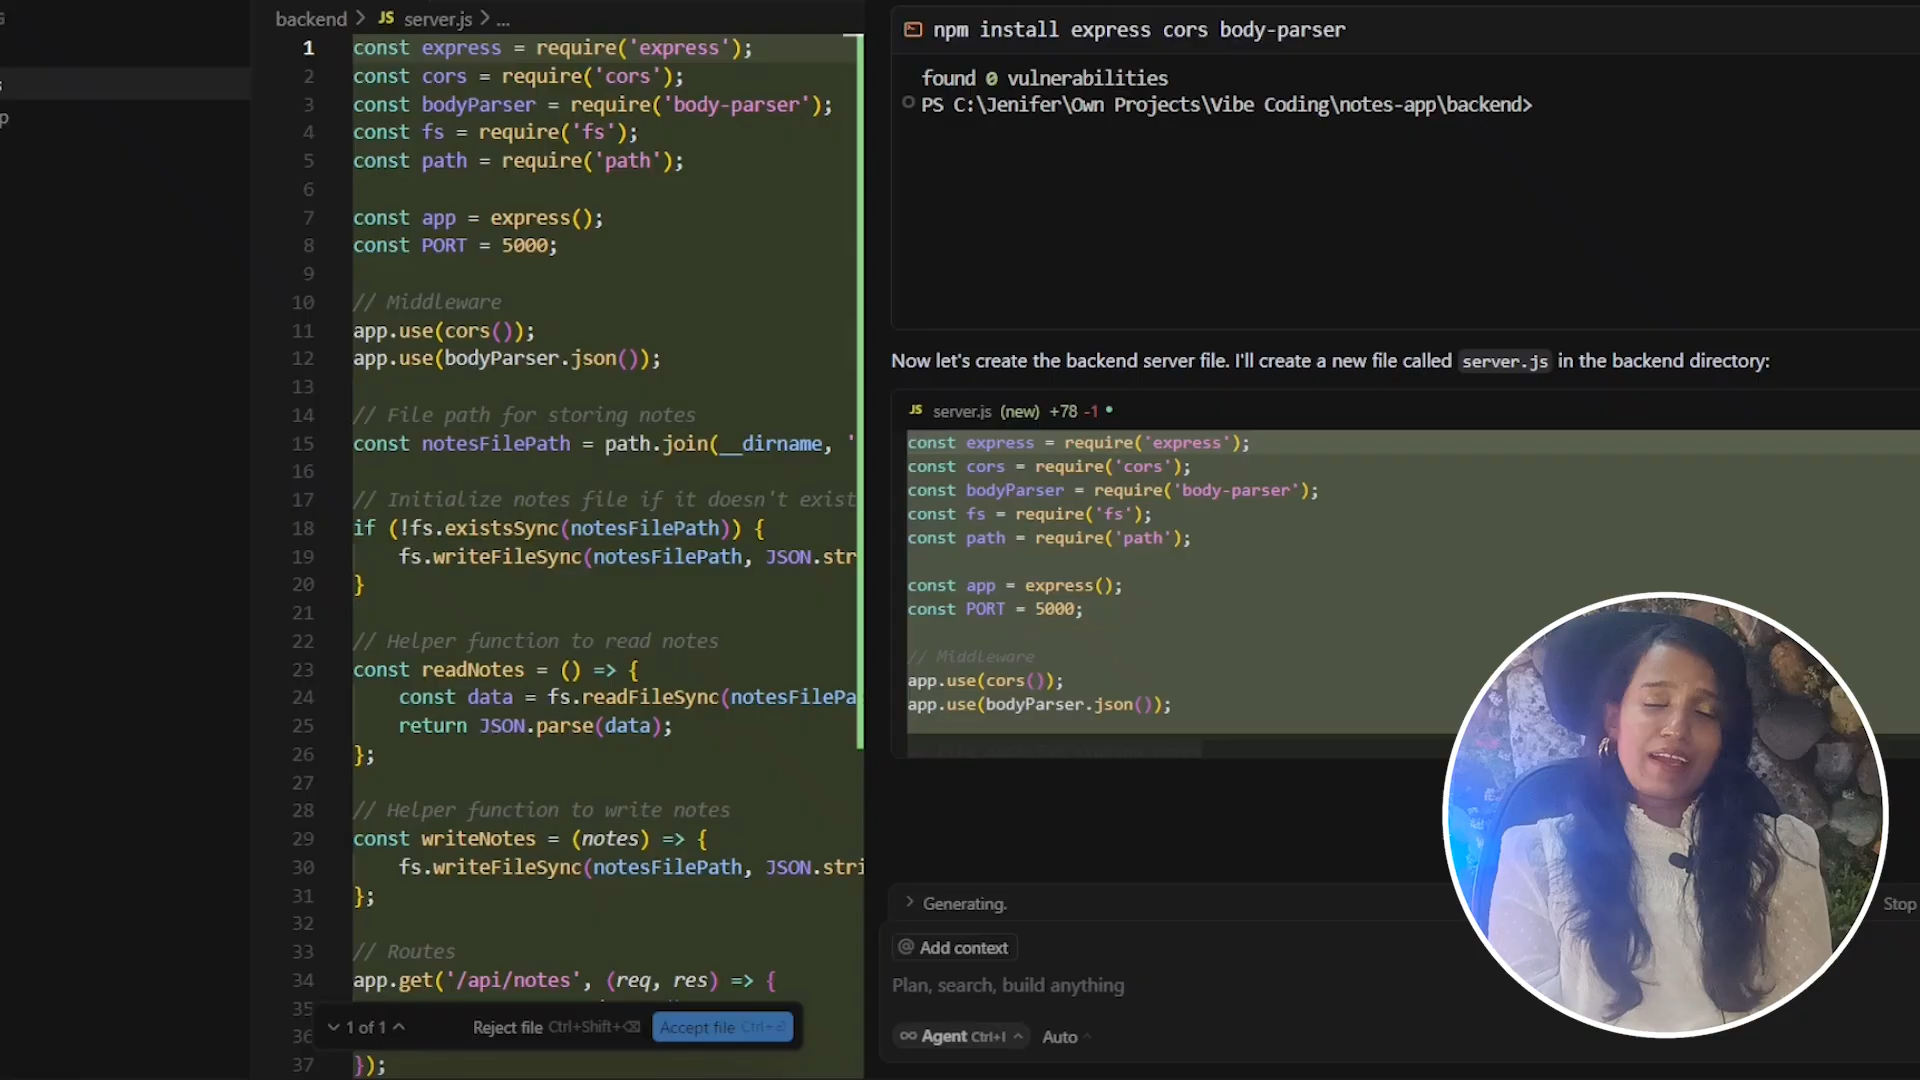 backend > JS server.js > ...
1 const express = require('express');
2 const cors = require('cors');
3 const bodyParser = require('body-parser');
4 const fs = require('fs');
5 const path = require('path');
6
7 const app = express();
8 const PORT = 5000;
9
10 // Middleware
11 app.use(cors());
12 app.use(bodyParser.json());
13
14 // File path for storing notes
15 const notesFilePath = path.join(__dirname, '
16
17 // Initialize notes file if it doesn't exist
18 if (!fs.existsSync(notesFilePath)) {
19 fs.writeFileSync(notesFilePath, JSON.str
20 }
21
22 // Helper function to read notes
23 const readNotes = () => {
24 const data = fs.readFileSync(notesFilePa
25 return JSON.parse(data);
26 };
27
28 // Helper function to write notes
29 const writeNotes = (notes) => {
30 fs.writeFileSync(notesFilePath, JSON.stri
31 };
32
33 // Routes
34 app.get('/api/notes', (req, res) => {
35
36
37 });
1 of 1 Reject file Ctrl+Shift+⌫ Accept file Ctrl+⏎
npm install express cors body-parser
found 0 vulnerabilities
PS C:\Jenifer\Own Projects\Vibe Coding\notes-app\backend>
Now let's create the backend server file. I'll create a new file called server.js in the backend directory:
JS server.js (new) +78 -1
const express = require('express');
const cors = require('cors');
const bodyParser = require('body-parser');
const fs = require('fs');
const path = require('path');
const app = express();
const PORT = 5000;
// Middleware
app.use(cors());
app.use(bodyParser.json());
> Generating.
Stop
@ Add context
Plan, search, build anything
∞ Agent Ctrl+I Auto